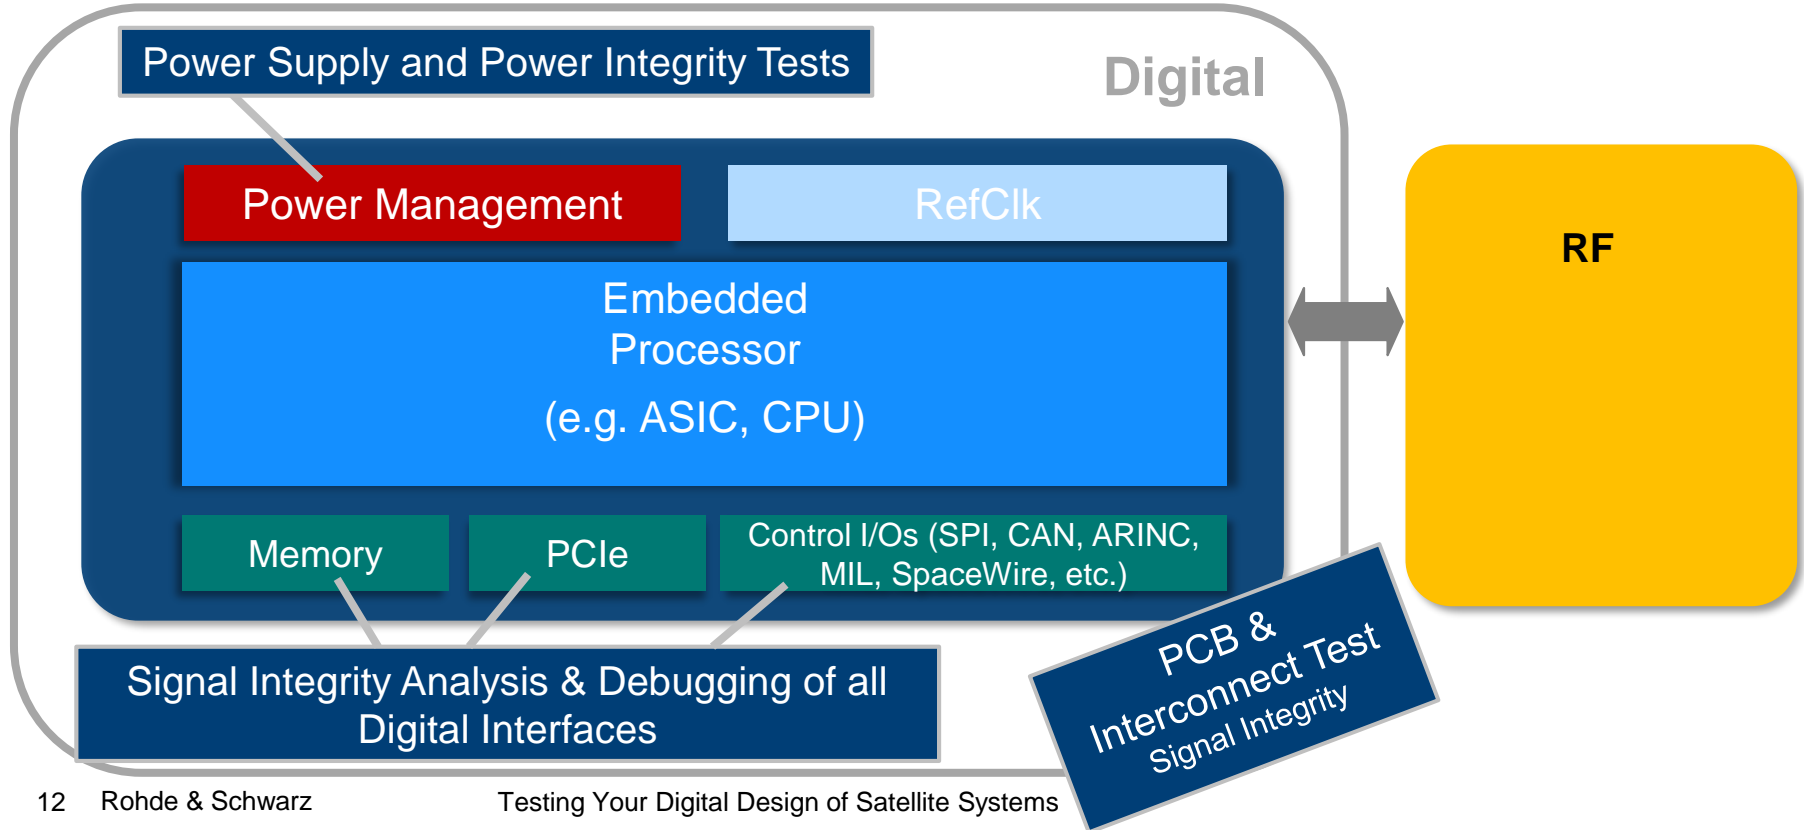 Power Supply and Power Integrity Tests
Digital
Power Management
RefClk
RF
Embedded
Processor
(e.g. ASIC, CPU)
Memory
PCIe
Control I/Os (SPI, CAN, ARINC,
MIL, SpaceWire, etc.)
PCB &
Interconnect Test
Signal Integrity
Signal Integrity Analysis & Debugging of all
Digital Interfaces
12
Rohde & Schwarz
Testing Your Digital Design of Satellite Systems